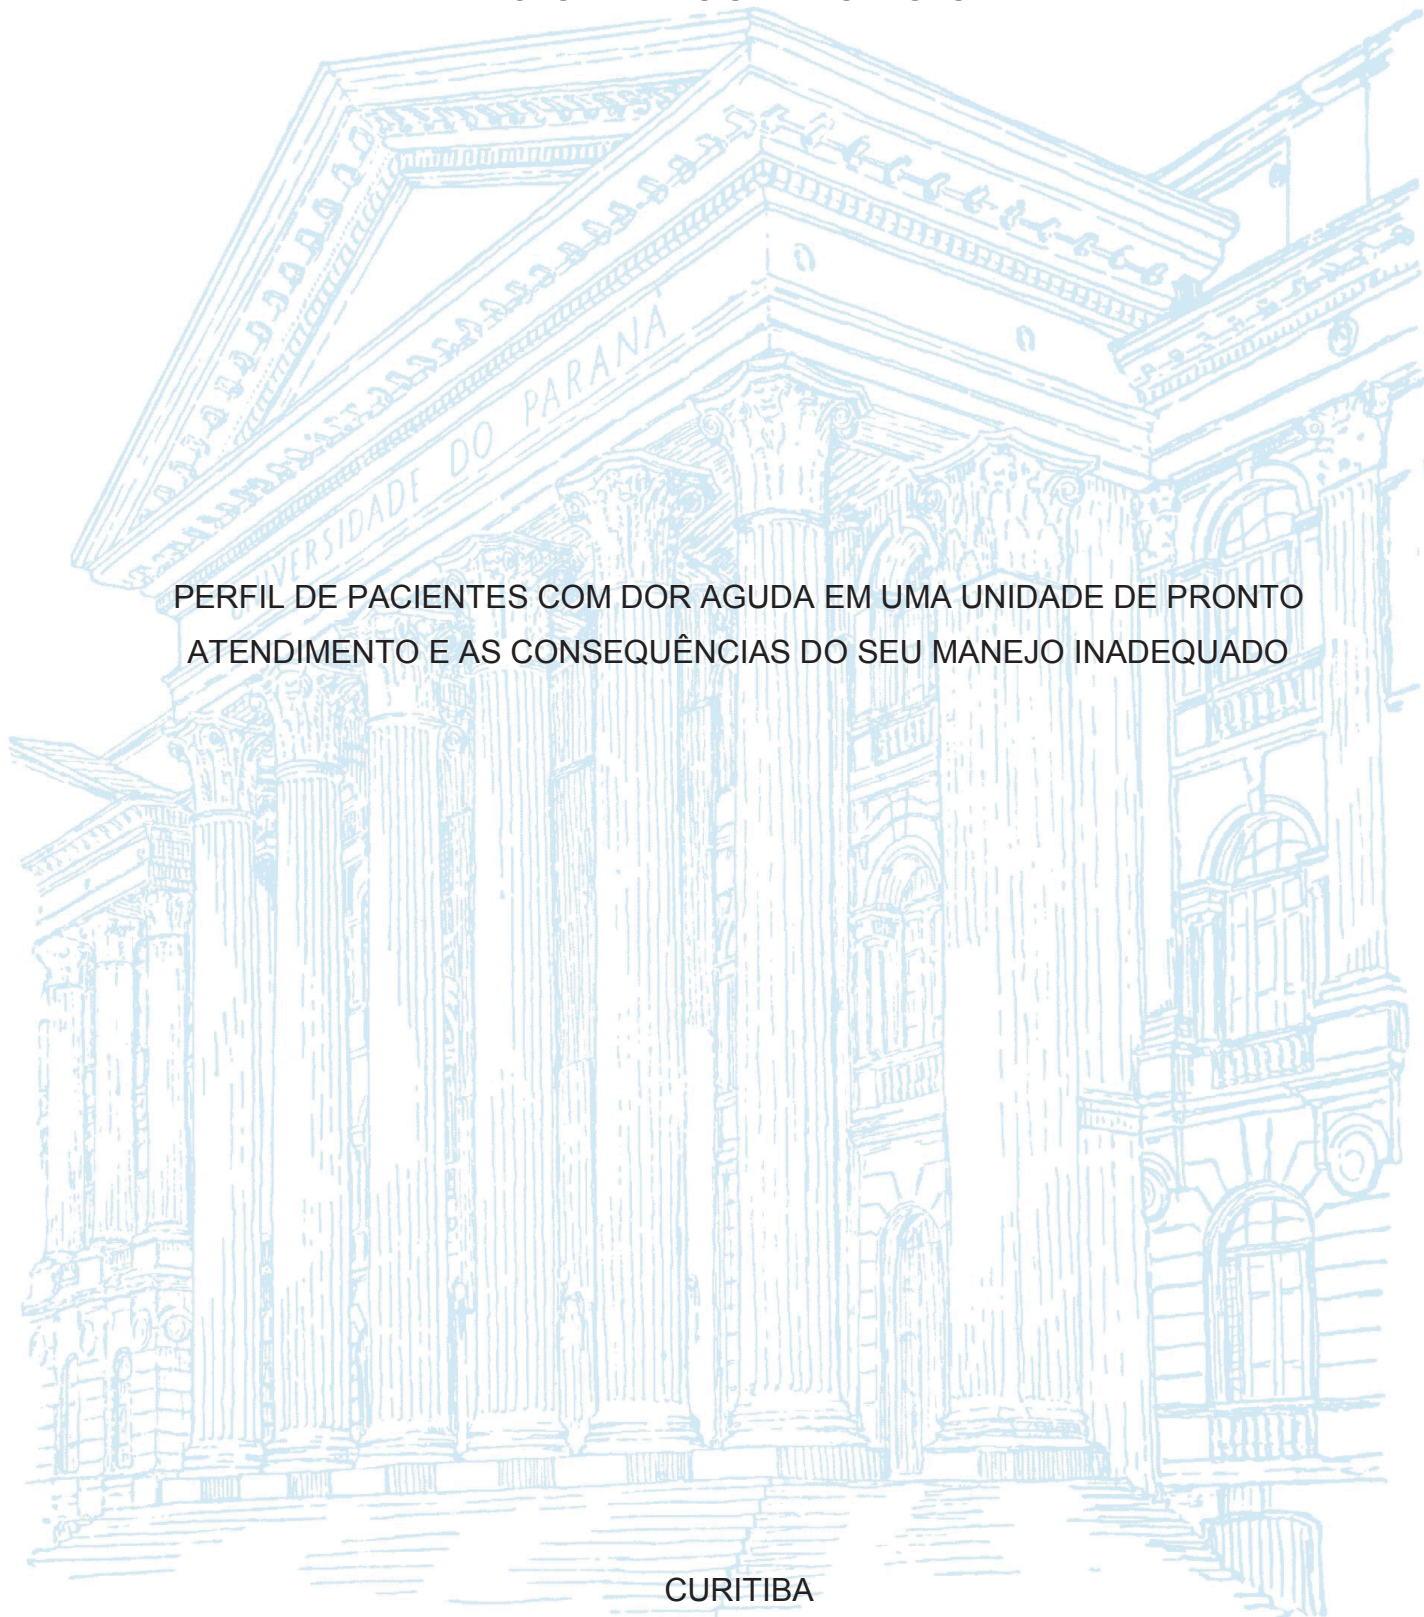 UNIVERSIDADE DO PARANÁ
PERFIL DE PACIENTES COM DOR AGUDA EM UMA UNIDADE DE PRONTO
ATENDIMENTO E AS CONSEQUÊNCIAS DO SEU MANEJO INADEQUADO
CURITIBA